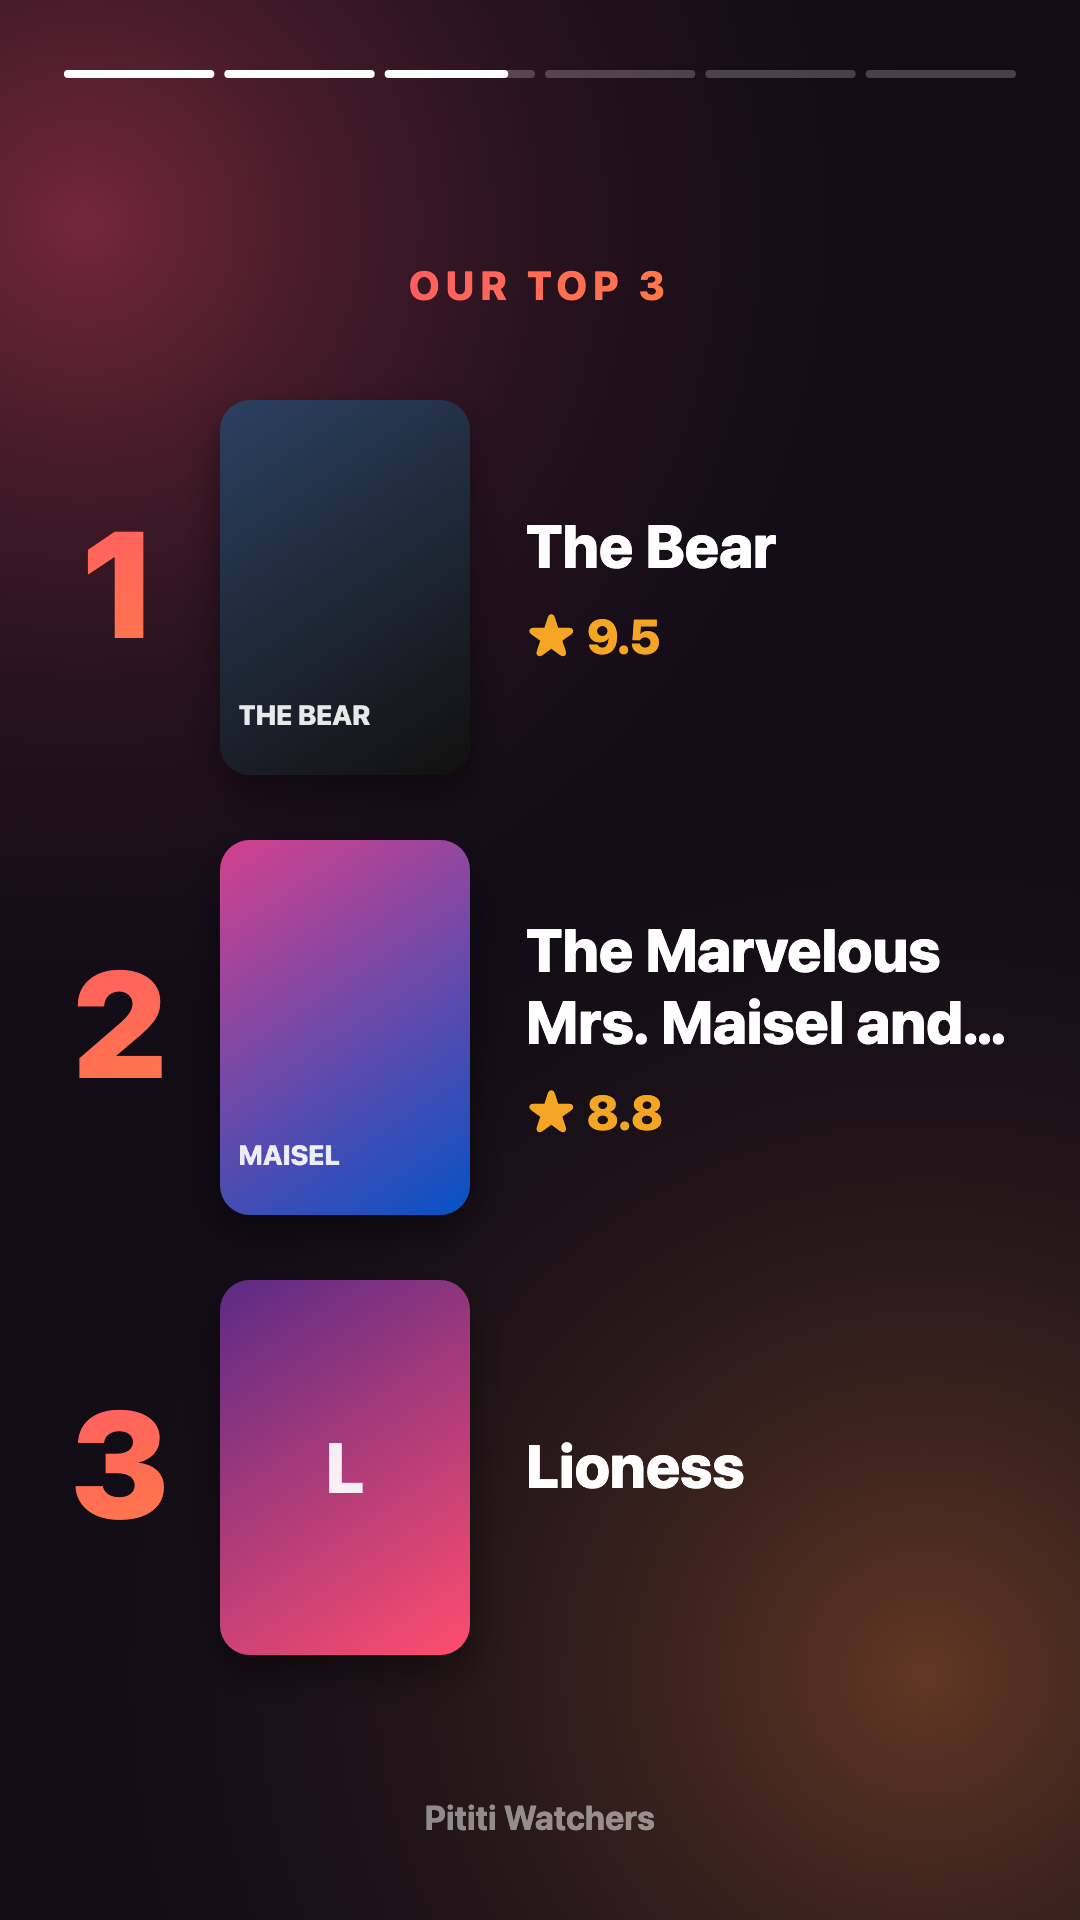 OUR TOP 3
1
THE BEAR
The Bear
9.5
2
MAISEL
The Marvelous
Mrs. Maisel and...
8.8
3
L
Lioness
Pititi Watchers